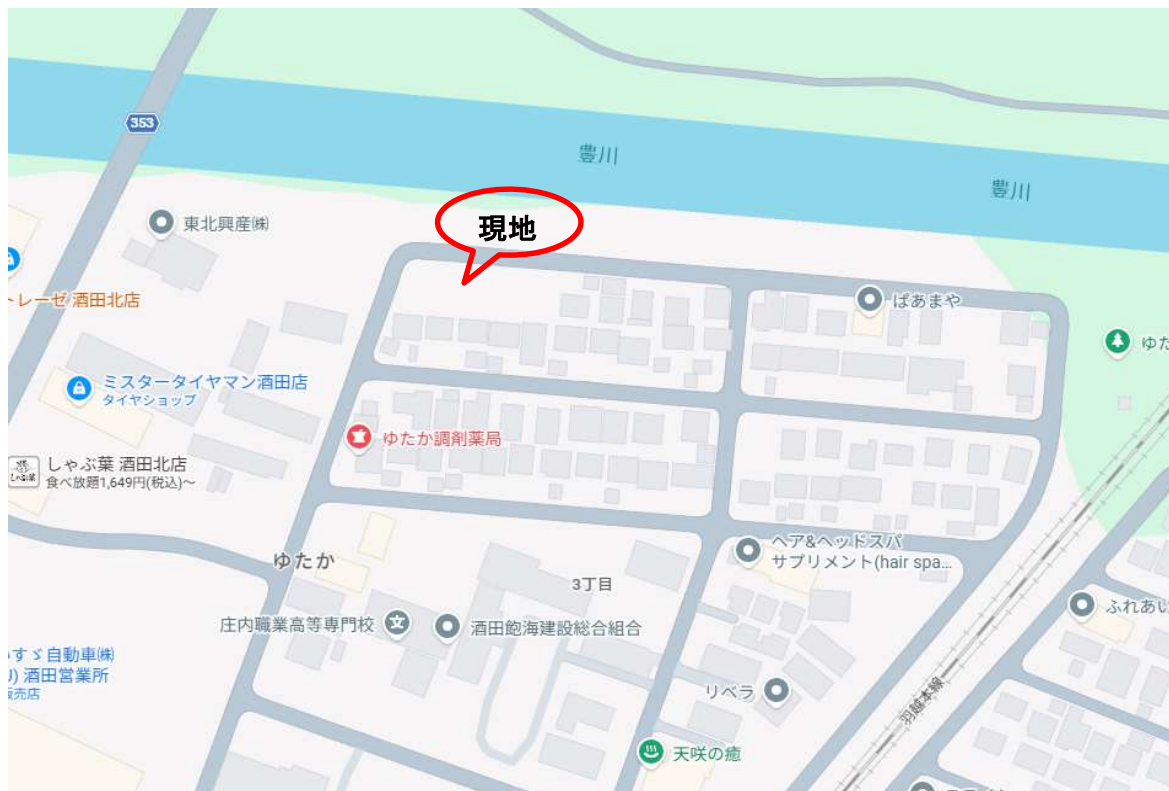 353
豊川
豊川
東北興産㈱
現地
トレーゼ 酒田北店
ぱあまや
ゆた
ミスタータイヤマン酒田店
タイヤショップ
ゆたか調剤薬局
しゃぶ葉 酒田北店
食べ放題1,649円(税込)~
ゆたか
ヘア&ヘッドスパ
サプリメント(hair spa...
3丁目
庄内職業高等専門校
酒田飽海建設総合組合
ふれあい
いすゞ自動車㈱
酒田営業所
販売店
リベラ
羽越本線
天咲の癒